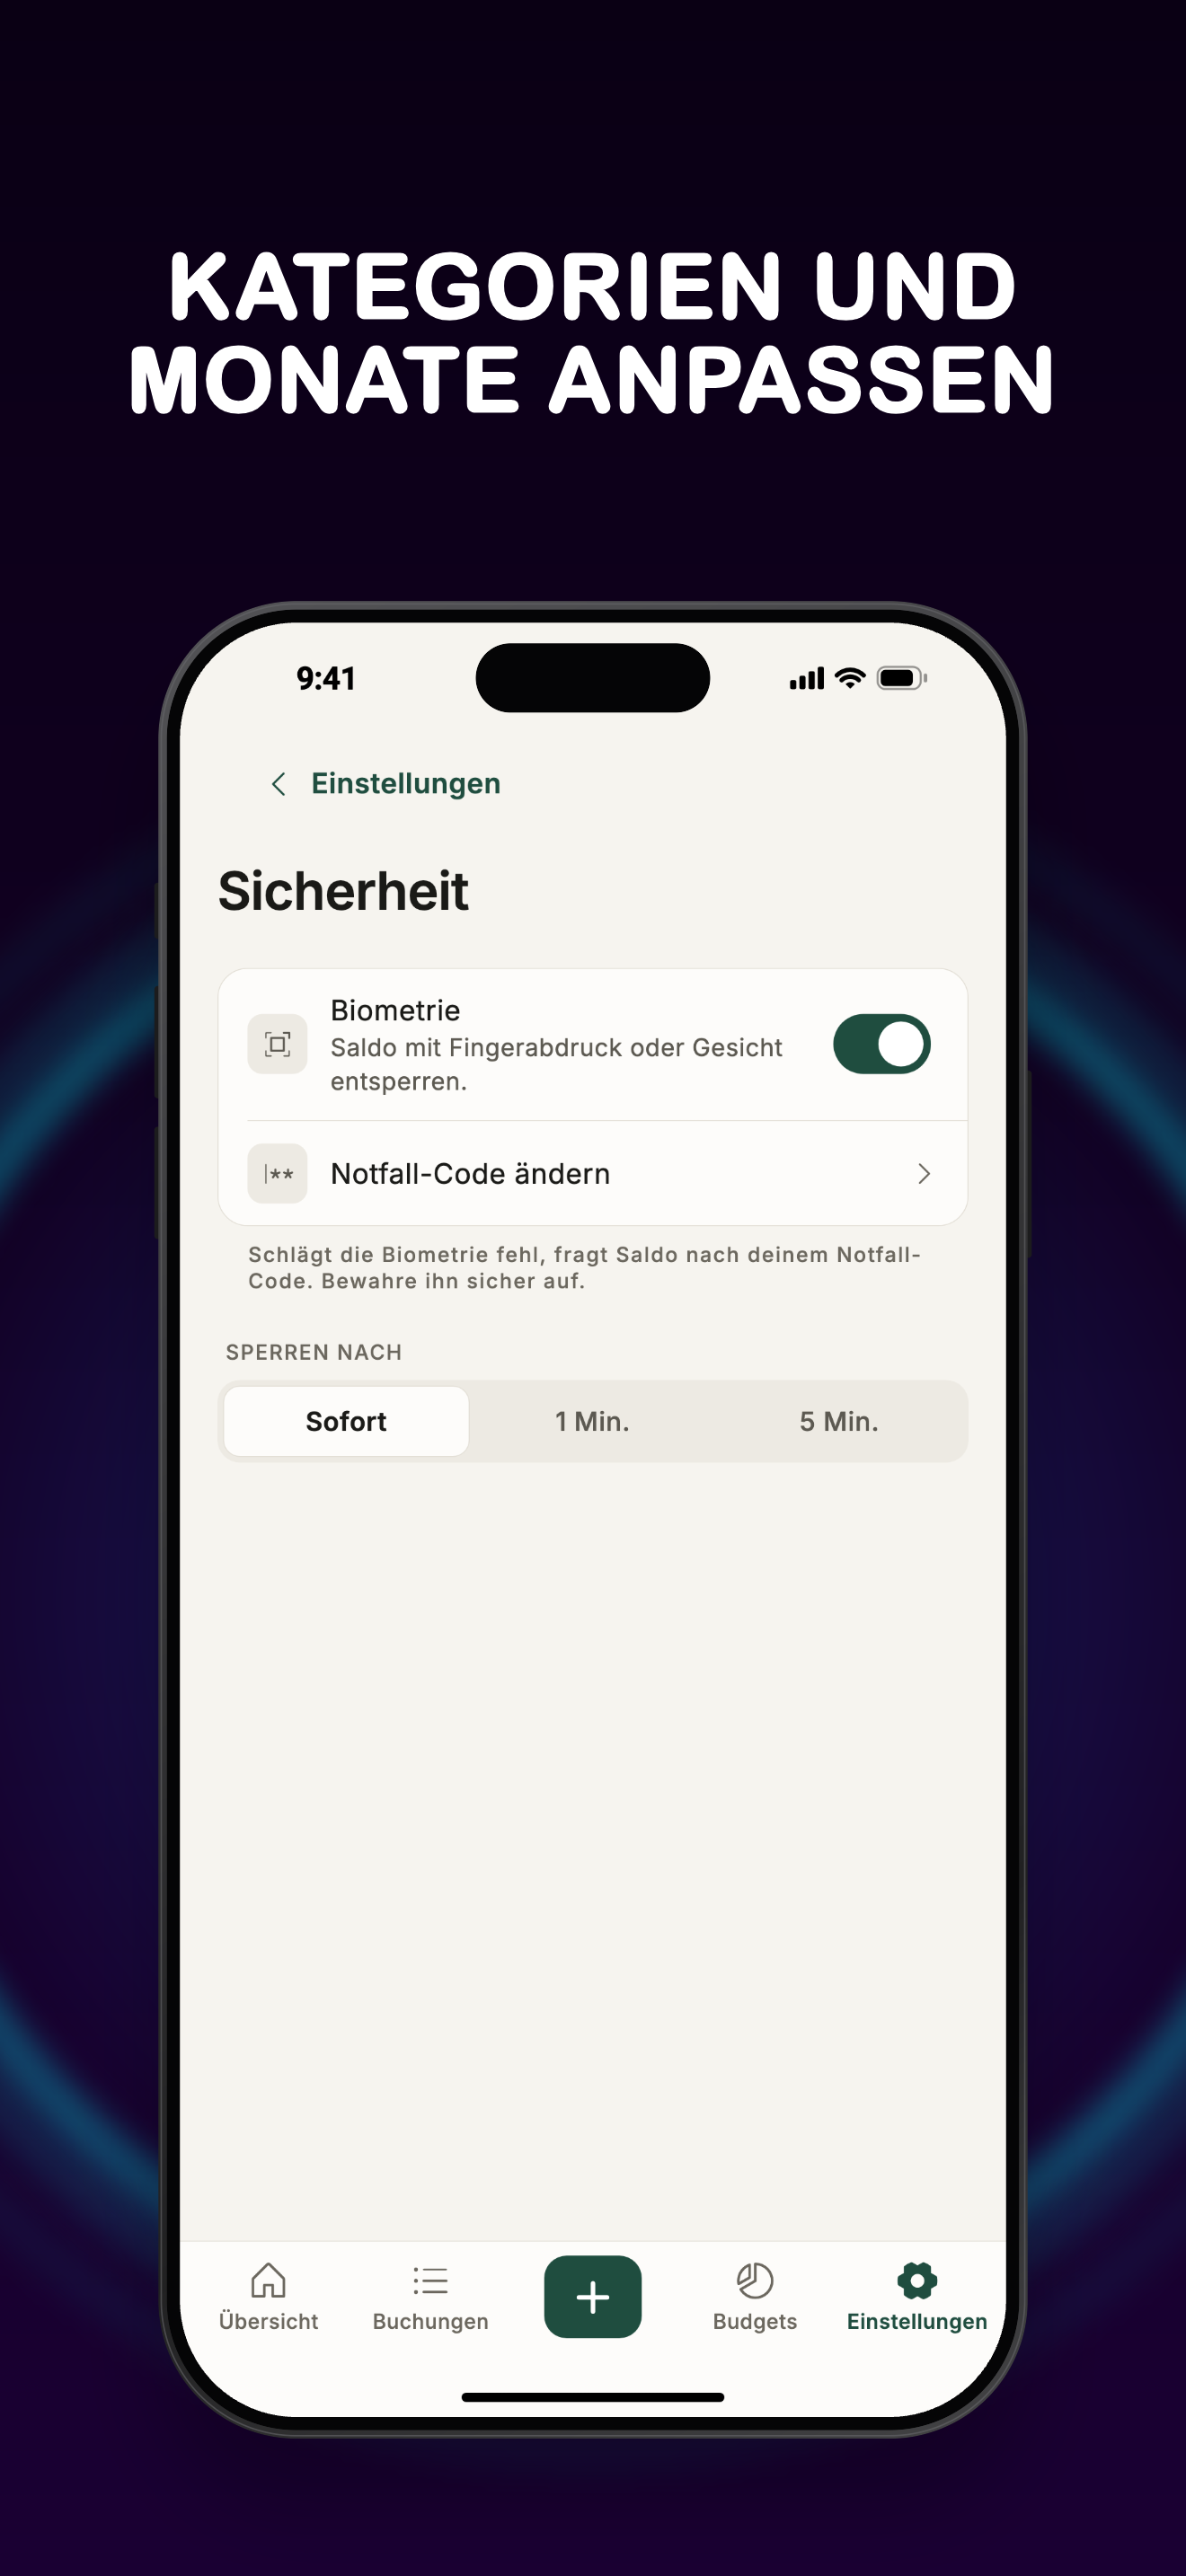 KATEGORIEN UND
MONATE ANPASSEN
9:41
Einstellungen
Sicherheit
Biometrie
Saldo mit Fingerabdruck oder Gesicht
entsperren.
|**
Notfall-Code ändern
Schlägt die Biometrie fehl, fragt Saldo nach deinem Notfall-
Code. Bewahre ihn sicher auf.
SPERREN NACH
Sofort
1 Min.
5 Min.
Übersicht
Buchungen
Budgets
Einstellungen